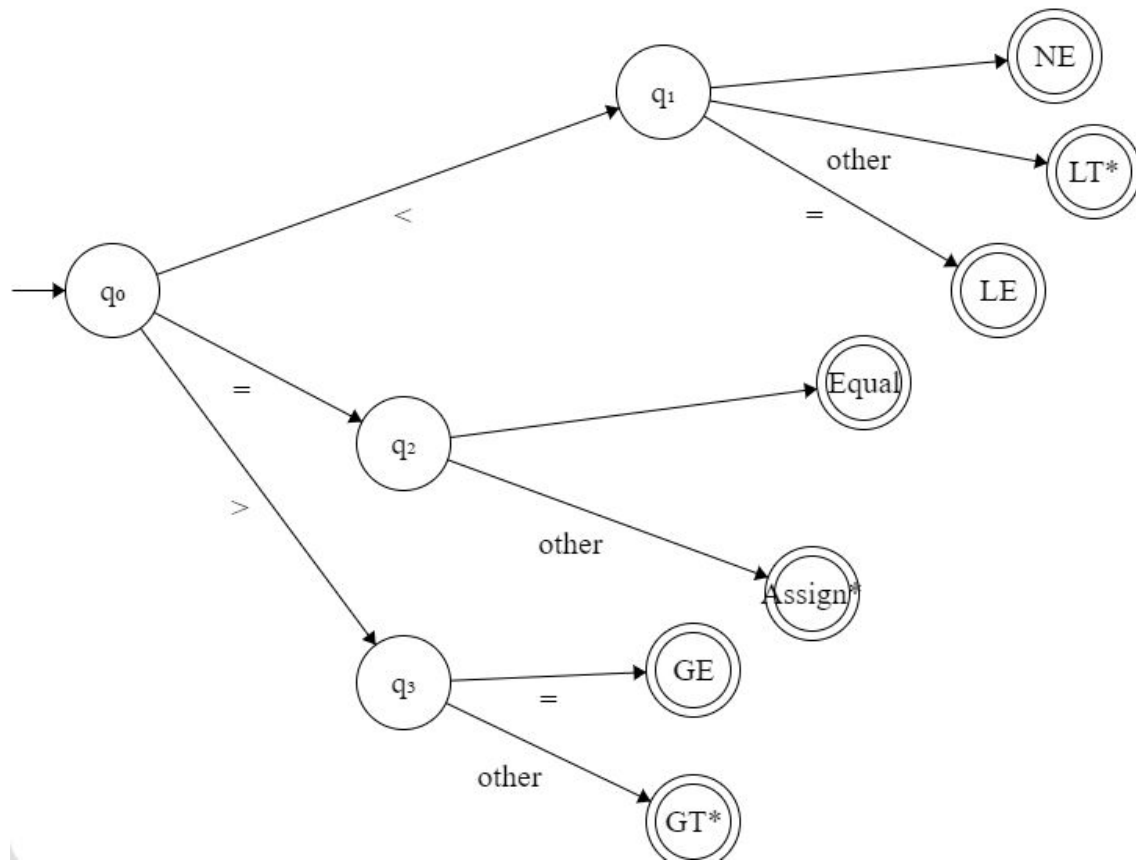 NE
q₁
other
LT*
<
=
q₀
LE
Equal
=
q₂
>
other
Assign*
GE
q₃
=
other
GT*